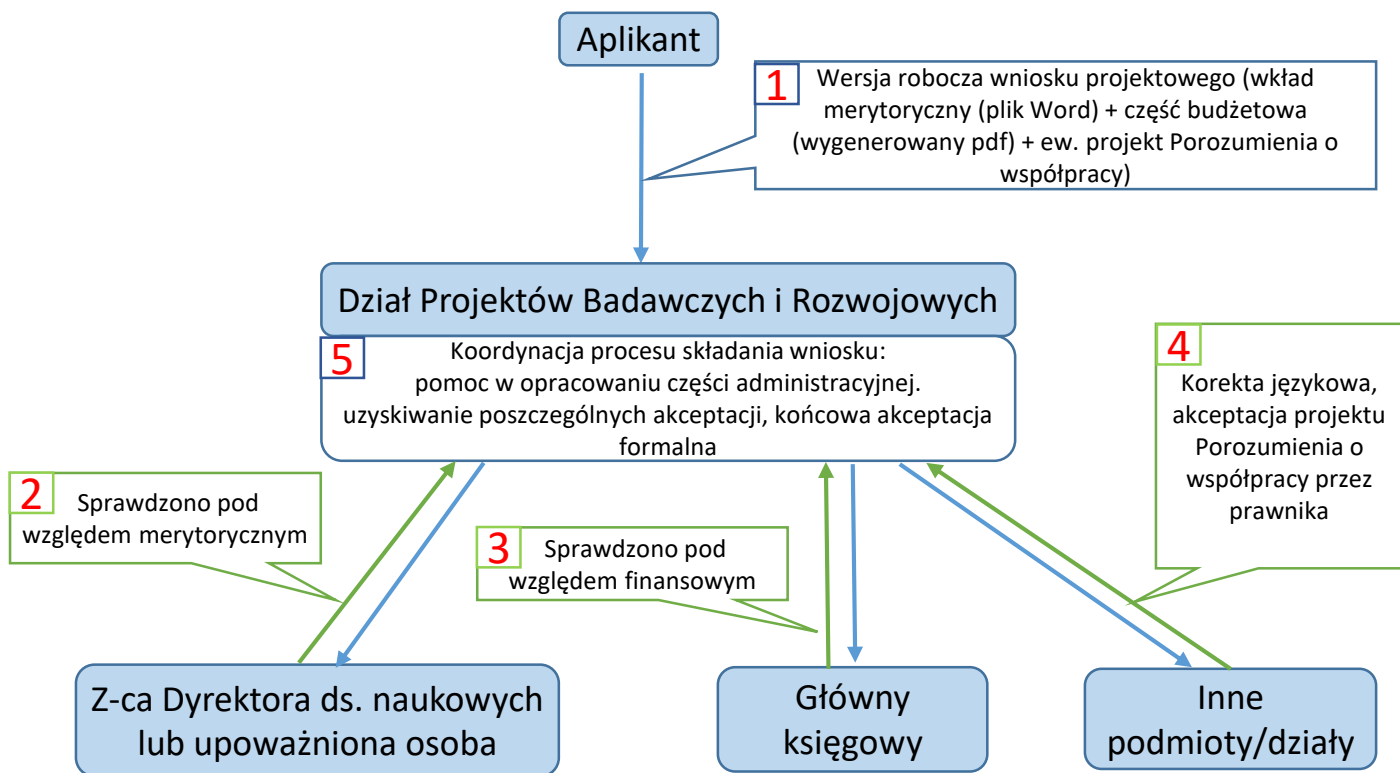 Aplikant
1
Wersja robocza wniosku projektowego (wkład
merytoryczny (plik Word) + część budżetowa
(wygenerowany pdf) + ew. projekt Porozumienia o
współpracy)
Dział Projektów Badawczych i Rozwojowych
5
Koordynacja procesu składania wniosku:
pomoc w opracowaniu części administracyjnej.
uzyskiwanie poszczególnych akceptacji, końcowa akceptacja
formalna
4
Korekta językowa,
akceptacja projektu
Porozumienia o
współpracy przez
prawnika
2
Sprawdzono pod
względem merytorycznym
3
Sprawdzono pod
względem finansowym
Z-ca Dyrektora ds. naukowych
lub upoważniona osoba
Główny
księgowy
Inne
podmioty/działy